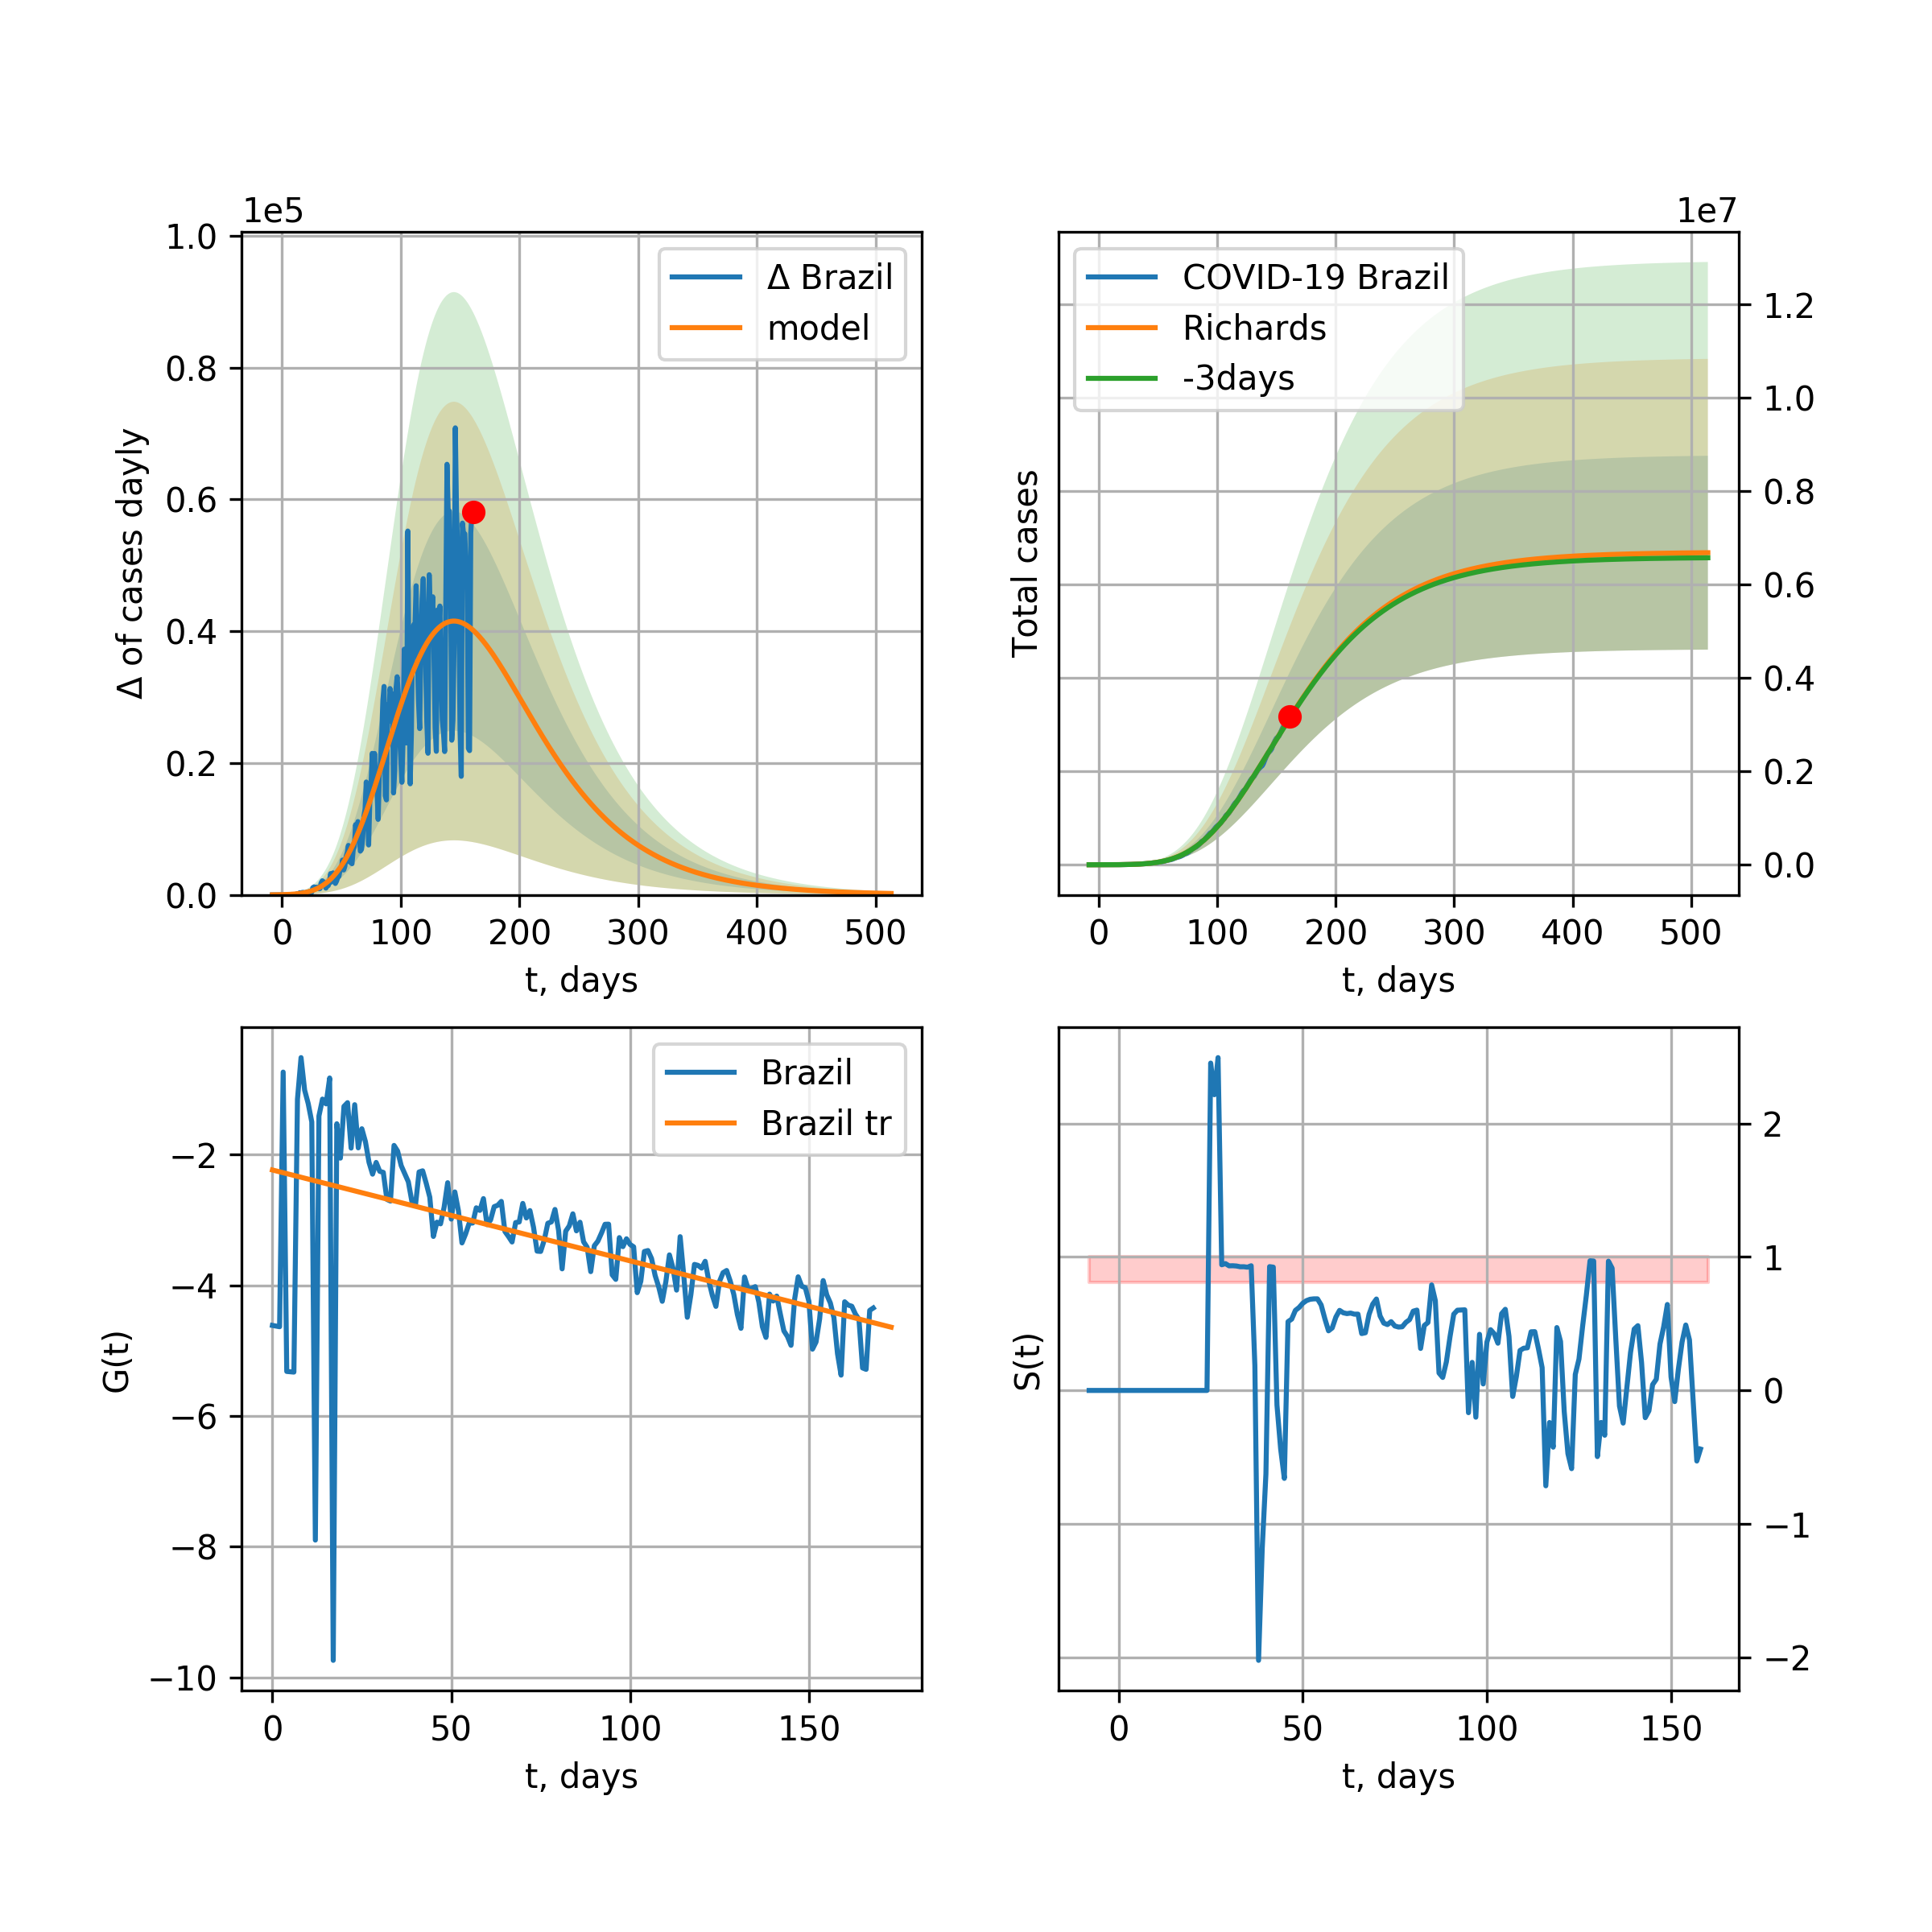 1e5
1.0
0.8
0.6
0.4
0.2
0.0
Δ of cases dayly
Δ Brazil
model
0 100 200 300 400 500
t, days
1e7
COVID-19 Brazil
Richards
-3days
Total cases
1.2
1.0
0.8
0.6
0.4
0.2
0.0
0 100 200 300 400 500
t, days
Brazil
Brazil tr
G(t)
−2
−4
−6
−8
−10
0 50 100 150
t, days
S(t)
2
1
0
−1
−2
0 50 100 150
t, days